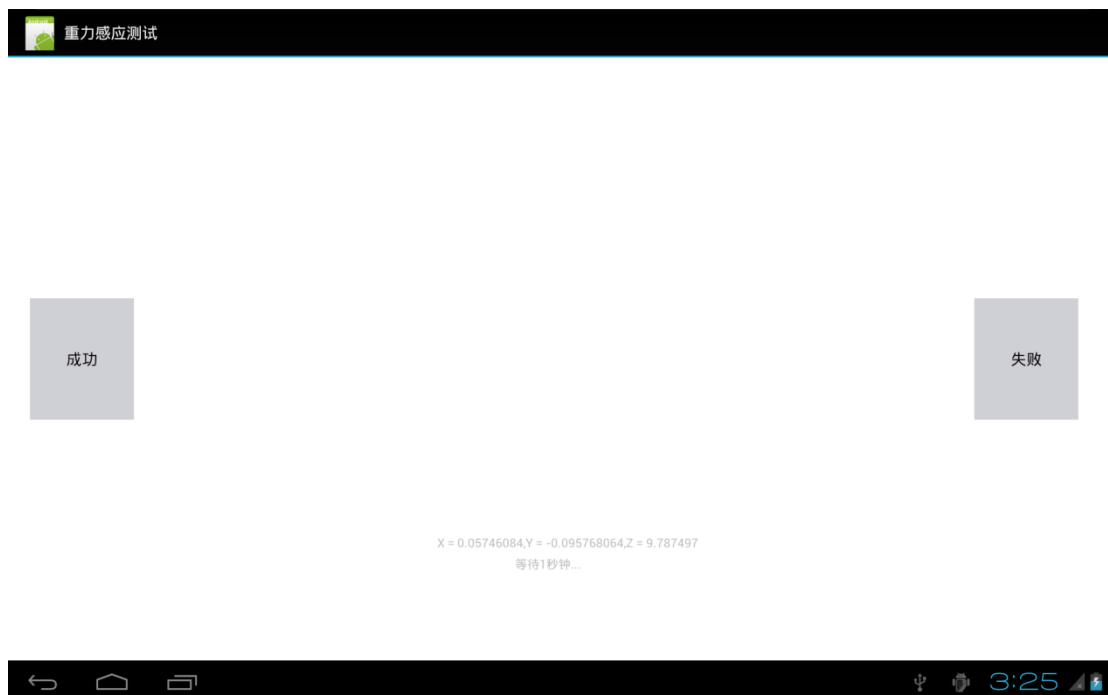 重力感应测试
成功
失败
X = 0.05746084,Y = -0.095768064,Z = 9.787497
等待1秒钟...
3:25